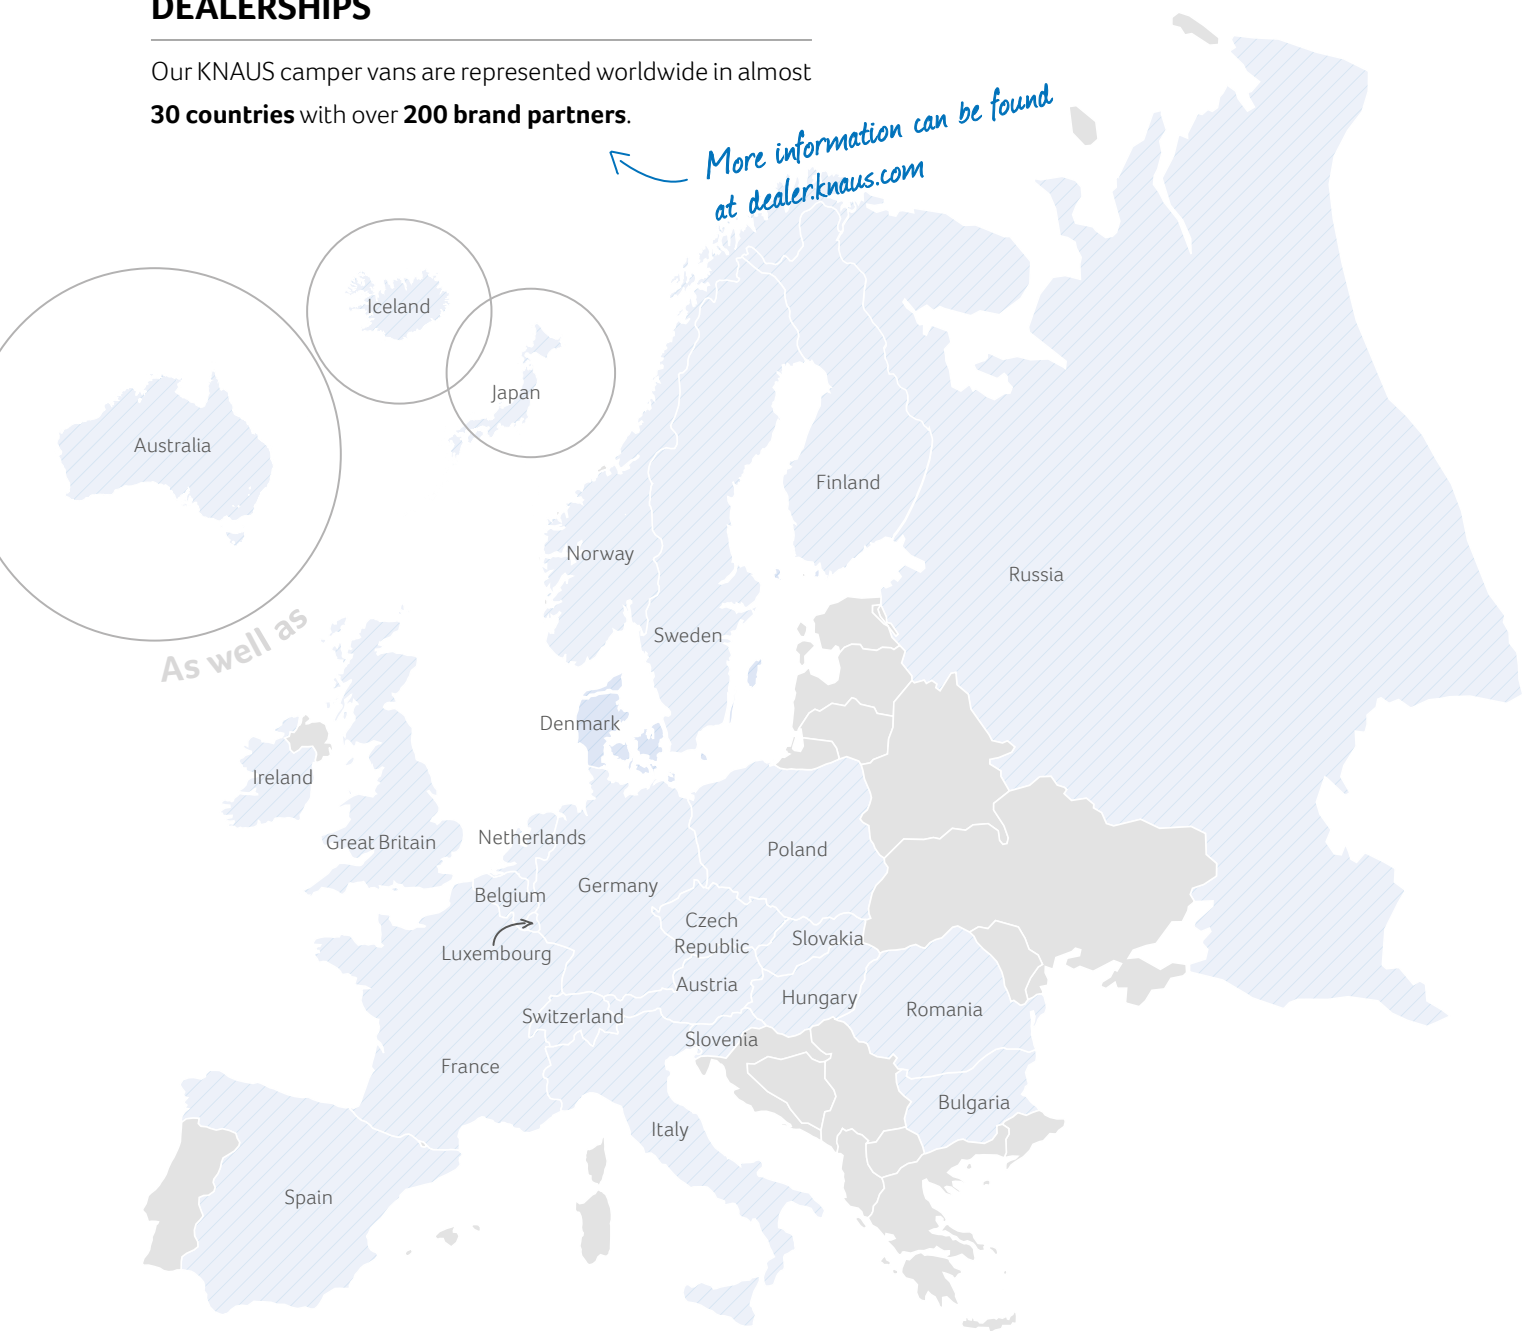 DEALERSHIPS
Our KNAUS camper vans are represented worldwide in almost
30 countries with over 200 brand partners.
More information can be found
at dealer.knaus.com
Iceland
Japan
Australia
As well as
Finland
Norway
Russia
Sweden
Denmark
Ireland
Great Britain
Netherlands
Poland
Belgium
Germany
Czech
Republic
Slovakia
Luxembourg
Austria
Hungary
Romania
Switzerland
Slovenia
France
Bulgaria
Italy
Spain